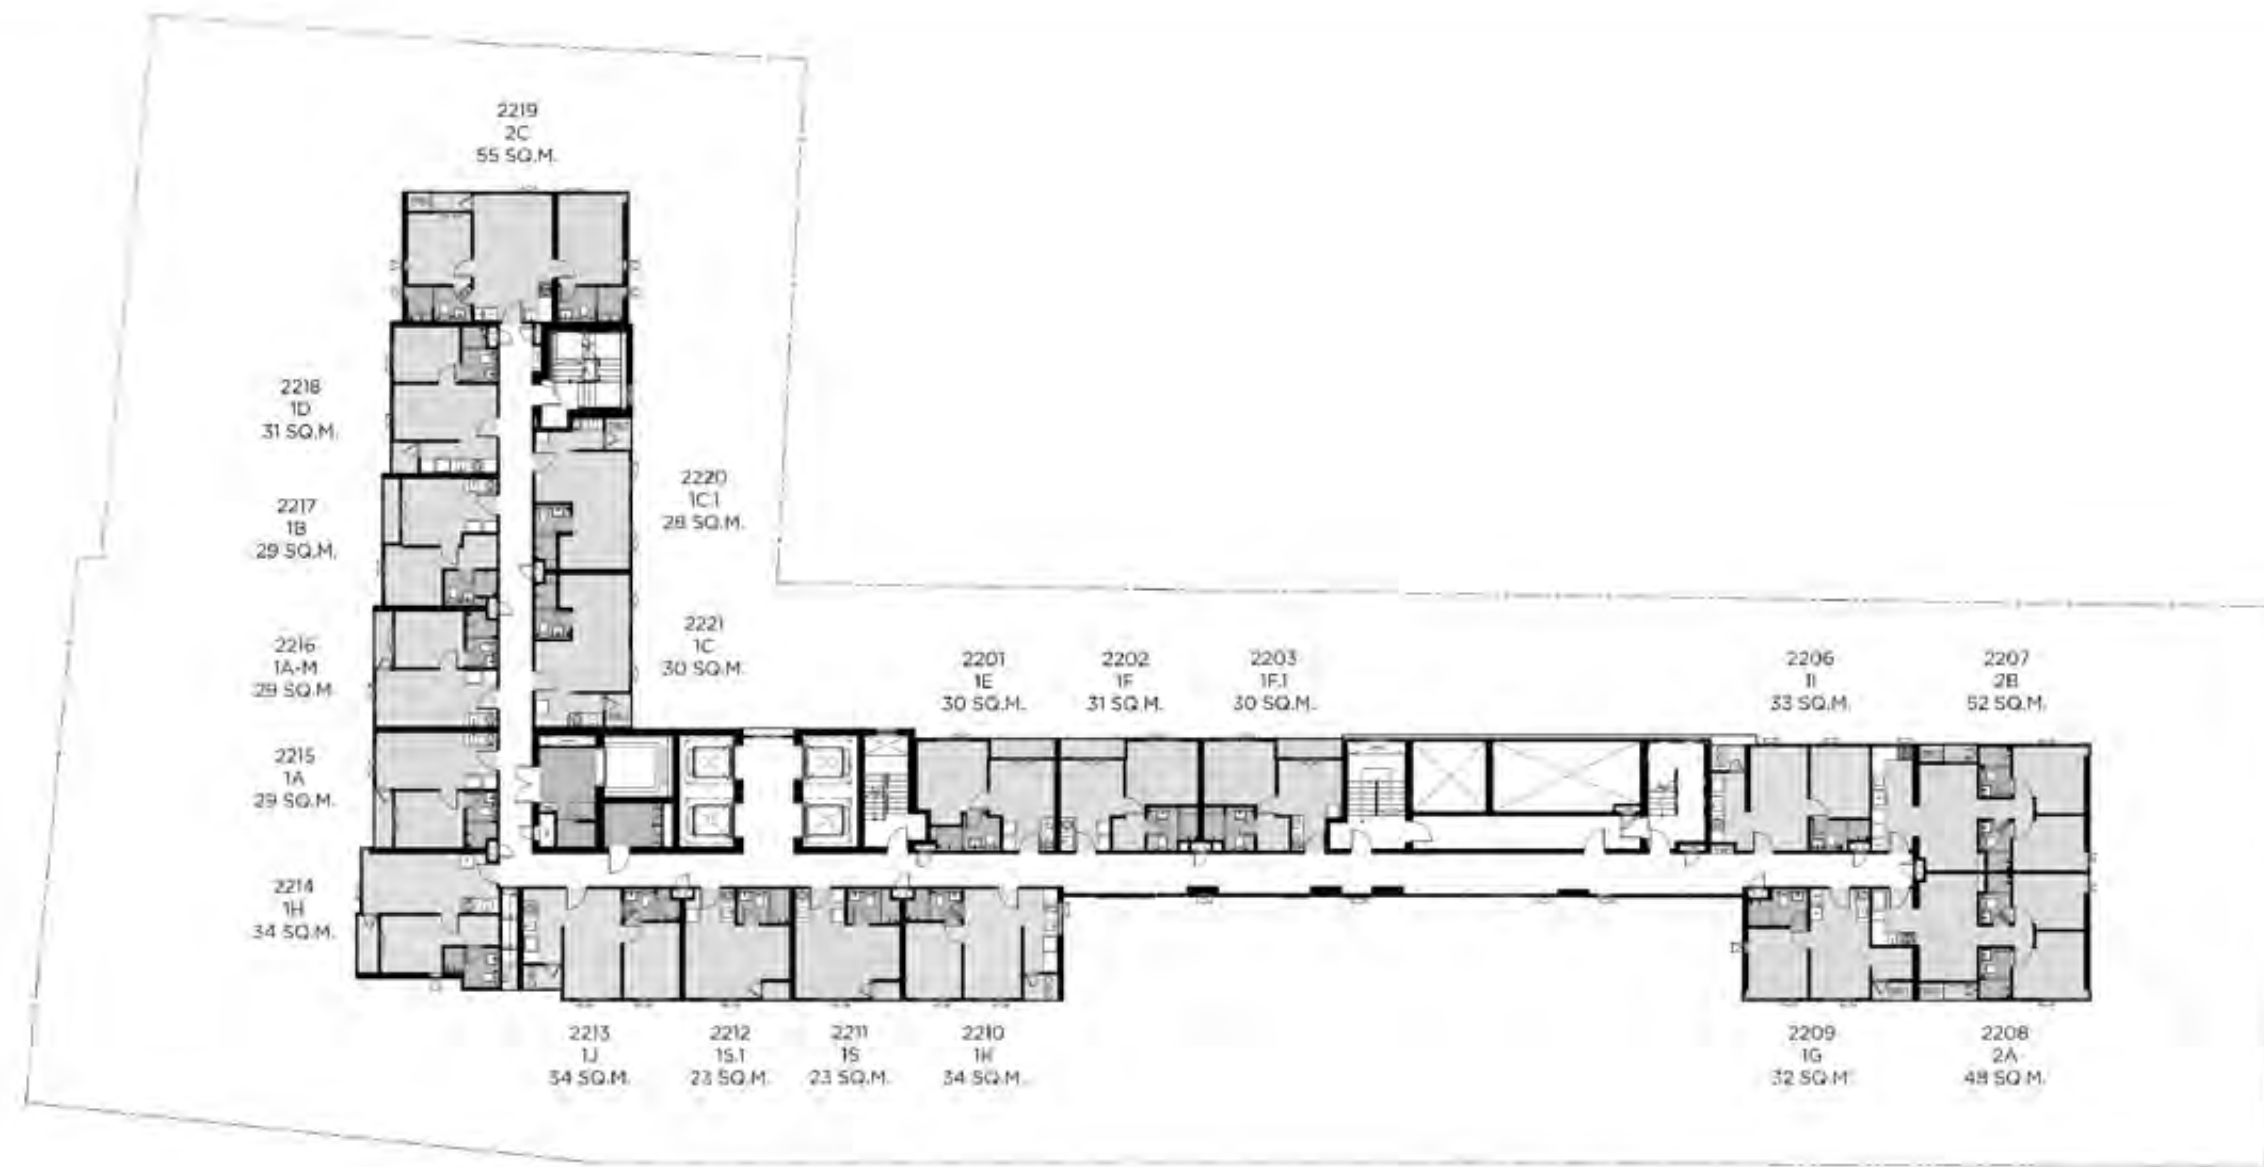 2219
2C
55 SQ.M.
2218
1D
31 SQ.M.
2220
1C.1
28 SQ.M.
2217
1B
29 SQ.M.
2216
1A-M
29 SQ.M.
2221
1C
30 SQ.M.
2201
1E
30 SQ.M.
2202
1F
31 SQ.M.
2203
1F.1
30 SQ.M.
2206
1I
33 SQ.M.
2207
2B
52 SQ.M.
2215
1A
29 SQ.M.
2214
1H
34 SQ.M.
2213
1J
34 SQ.M.
2212
1S.1
23 SQ.M.
2211
1S
23 SQ.M.
2210
1K
34 SQ.M.
2209
1G
32 SQ.M.
2208
2A
48 SQ.M.